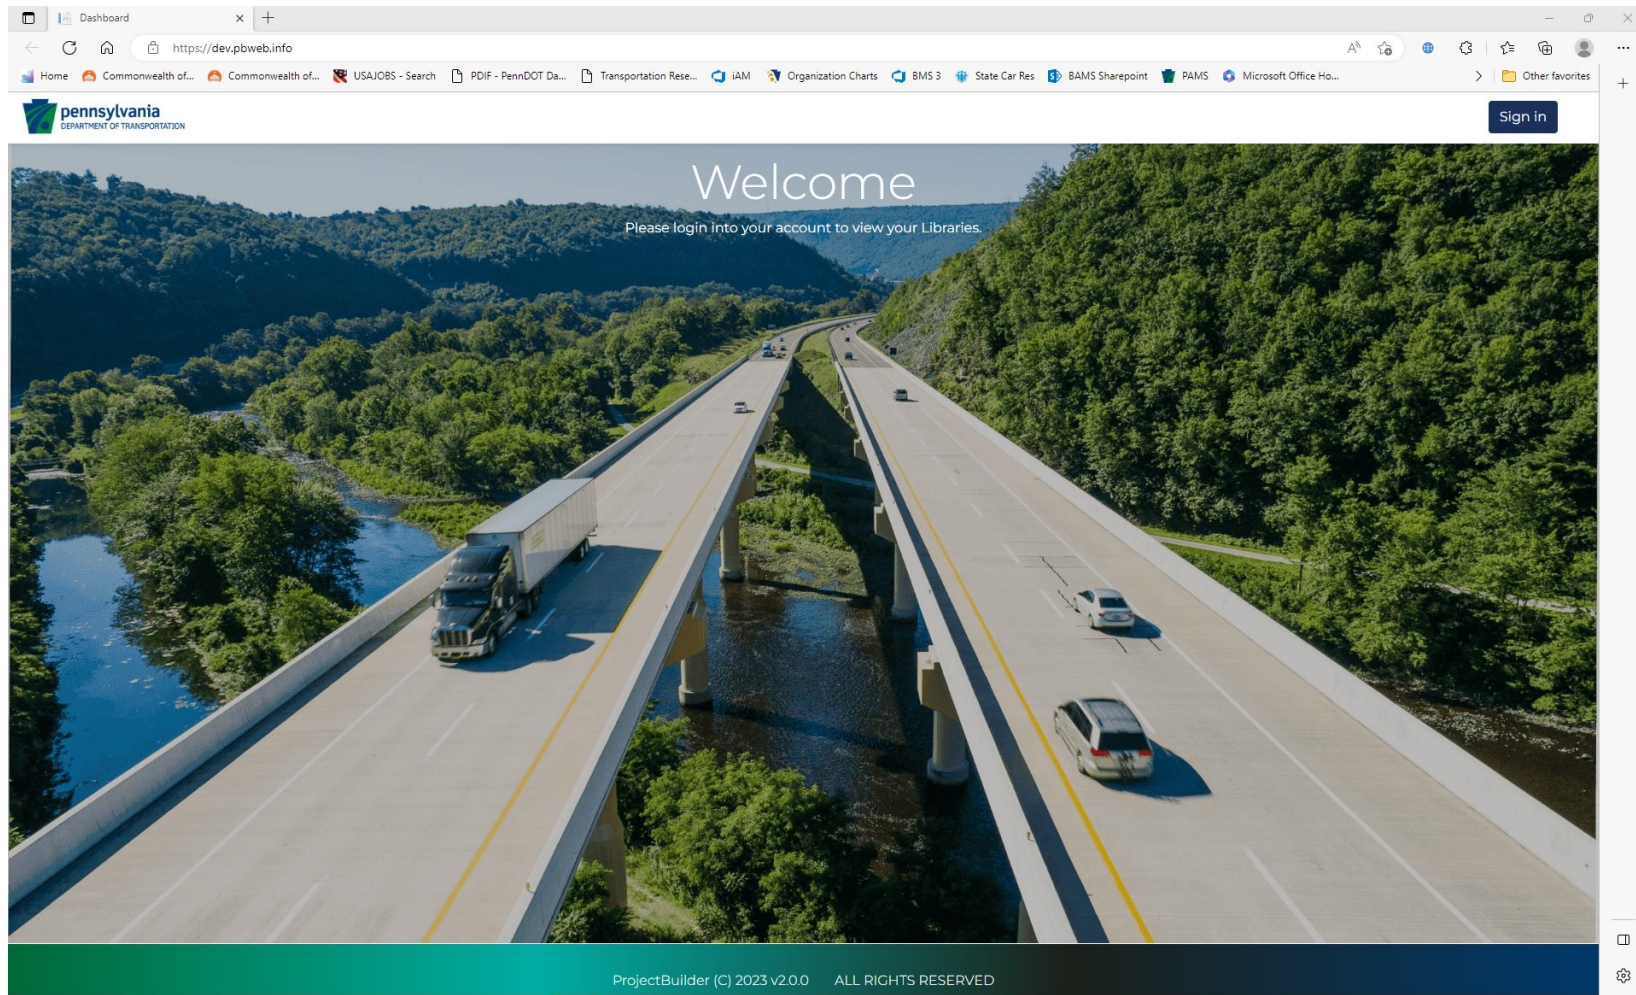 Dashboard
https://dev.pbweb.info
Home Commonwealth of... Commonwealth of... USAJOBS - Search PDIF - PennDOT Da... Transportation Rese... iAM Organization Charts BMS 3 State Car Res BAMS Sharepoint PAMS Microsoft Office Ho... Other favorites
pennsylvania
DEPARTMENT OF TRANSPORTATION
Sign in
Welcome
Please login into your account to view your Libraries.
ProjectBuilder (C) 2023 v2.0.0 ALL RIGHTS RESERVED